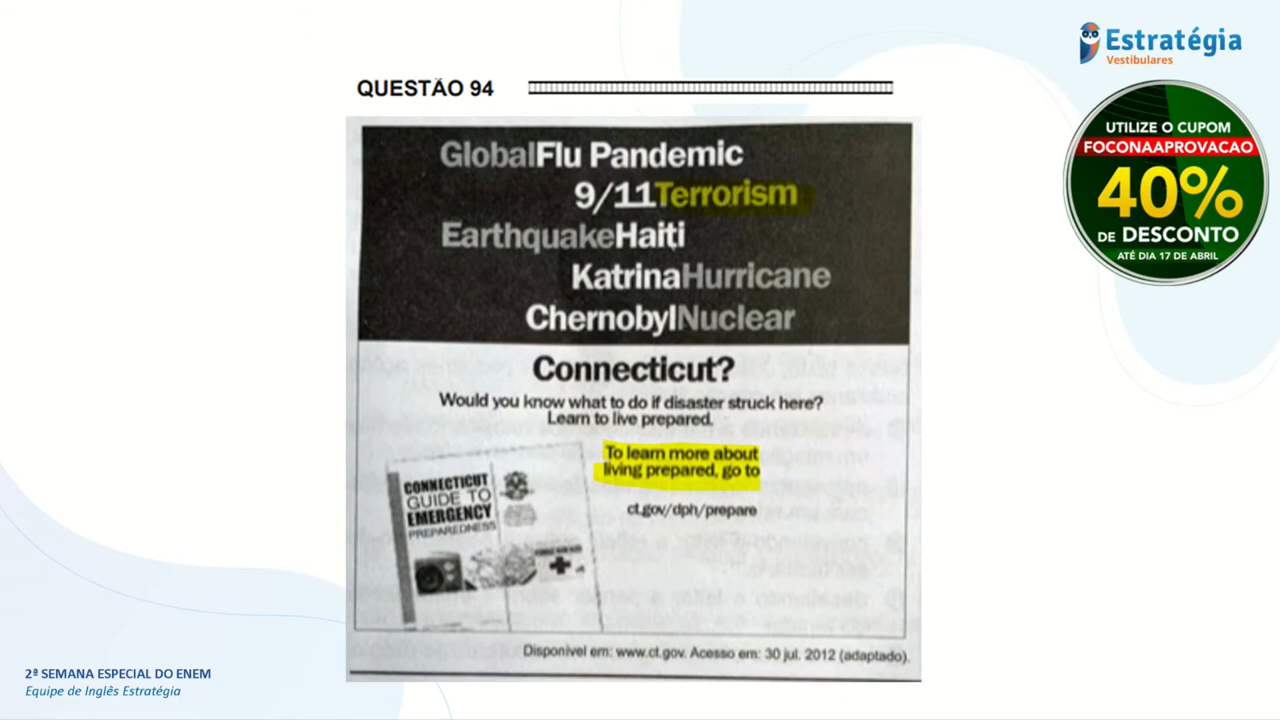 Estratégia
Vestibulares
QUESTÃO 94
UTILIZE O CUPOM
FOCONAAPROVACAO
40%
DE DESCONTO
ATÉ DIA 17 DE ABRIL
GlobalFlu Pandemic
9/11Terrorism
EarthquakeHaiti
KatrinaHurricane
ChernobylNuclear
Connecticut?
Would you know what to do if disaster struck here?
Learn to live prepared.
To learn more about
living prepared, go to
ct.gov/dph/prepare
CONNECTICUT
GUIDE TO
EMERGENCY
PREPAREDNESS
Disponível em: www.ct.gov. Acesso em: 30 jul. 2012 (adaptado).
2ª SEMANA ESPECIAL DO ENEM
Equipe de Inglês Estratégia